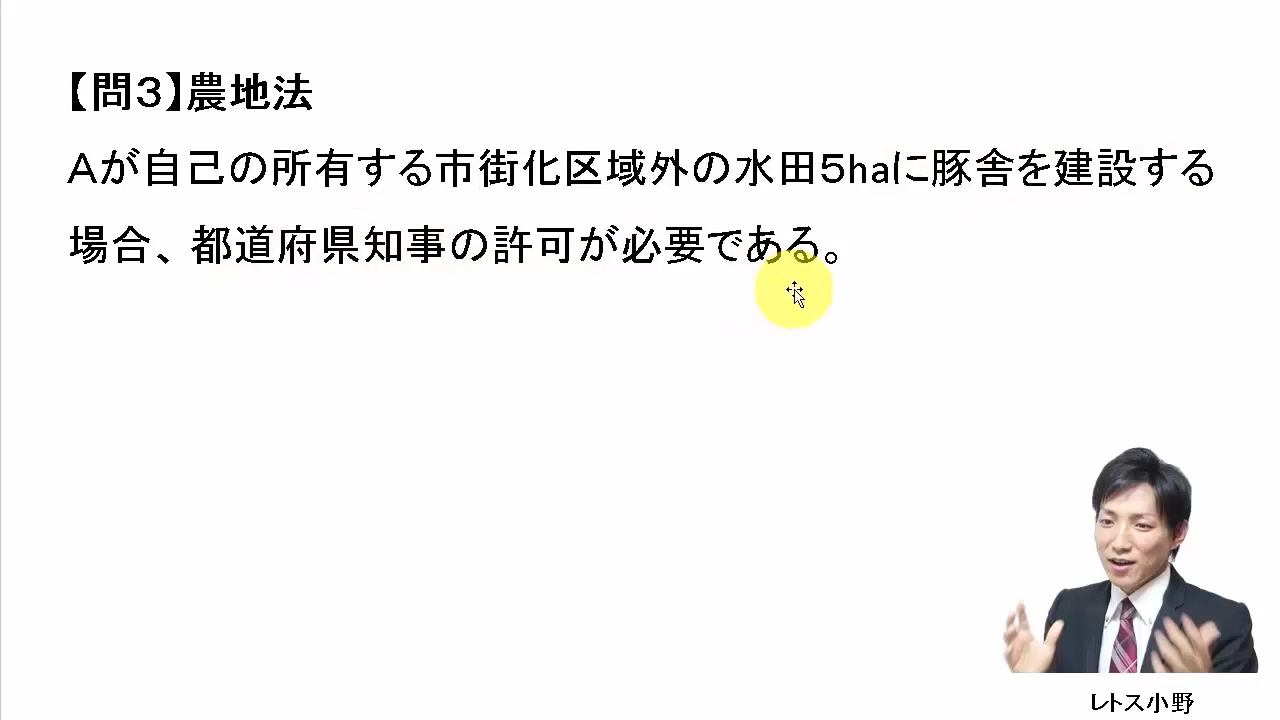 【問３】農地法
Ａが自己の所有する市街化区域外の水田５haに豚舎を建設する
場合、都道府県知事の許可が必要である。
レトス小野